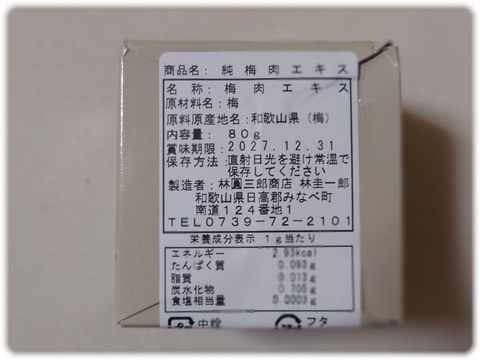 商品名: 純梅肉エキス
名称: 梅肉エキス
原材料名: 梅
原料原産地名: 和歌山県 (梅)
内容量: 80g
賞味期限: 2027.12.31
保存方法: 直射日光を避け常温で
保存してください
製造者: 林圓三郎商店 林圭一郎
和歌山県日高郡みなべ町
南道124番地1
TEL0739-72-2101
栄養成分表示 1g当たり
エネルギー 2.93kcal
たんぱく質 0.093g
脂質 0.013g
炭水化物 0.706g
食塩相当量 0.0003g
中栓 フタ